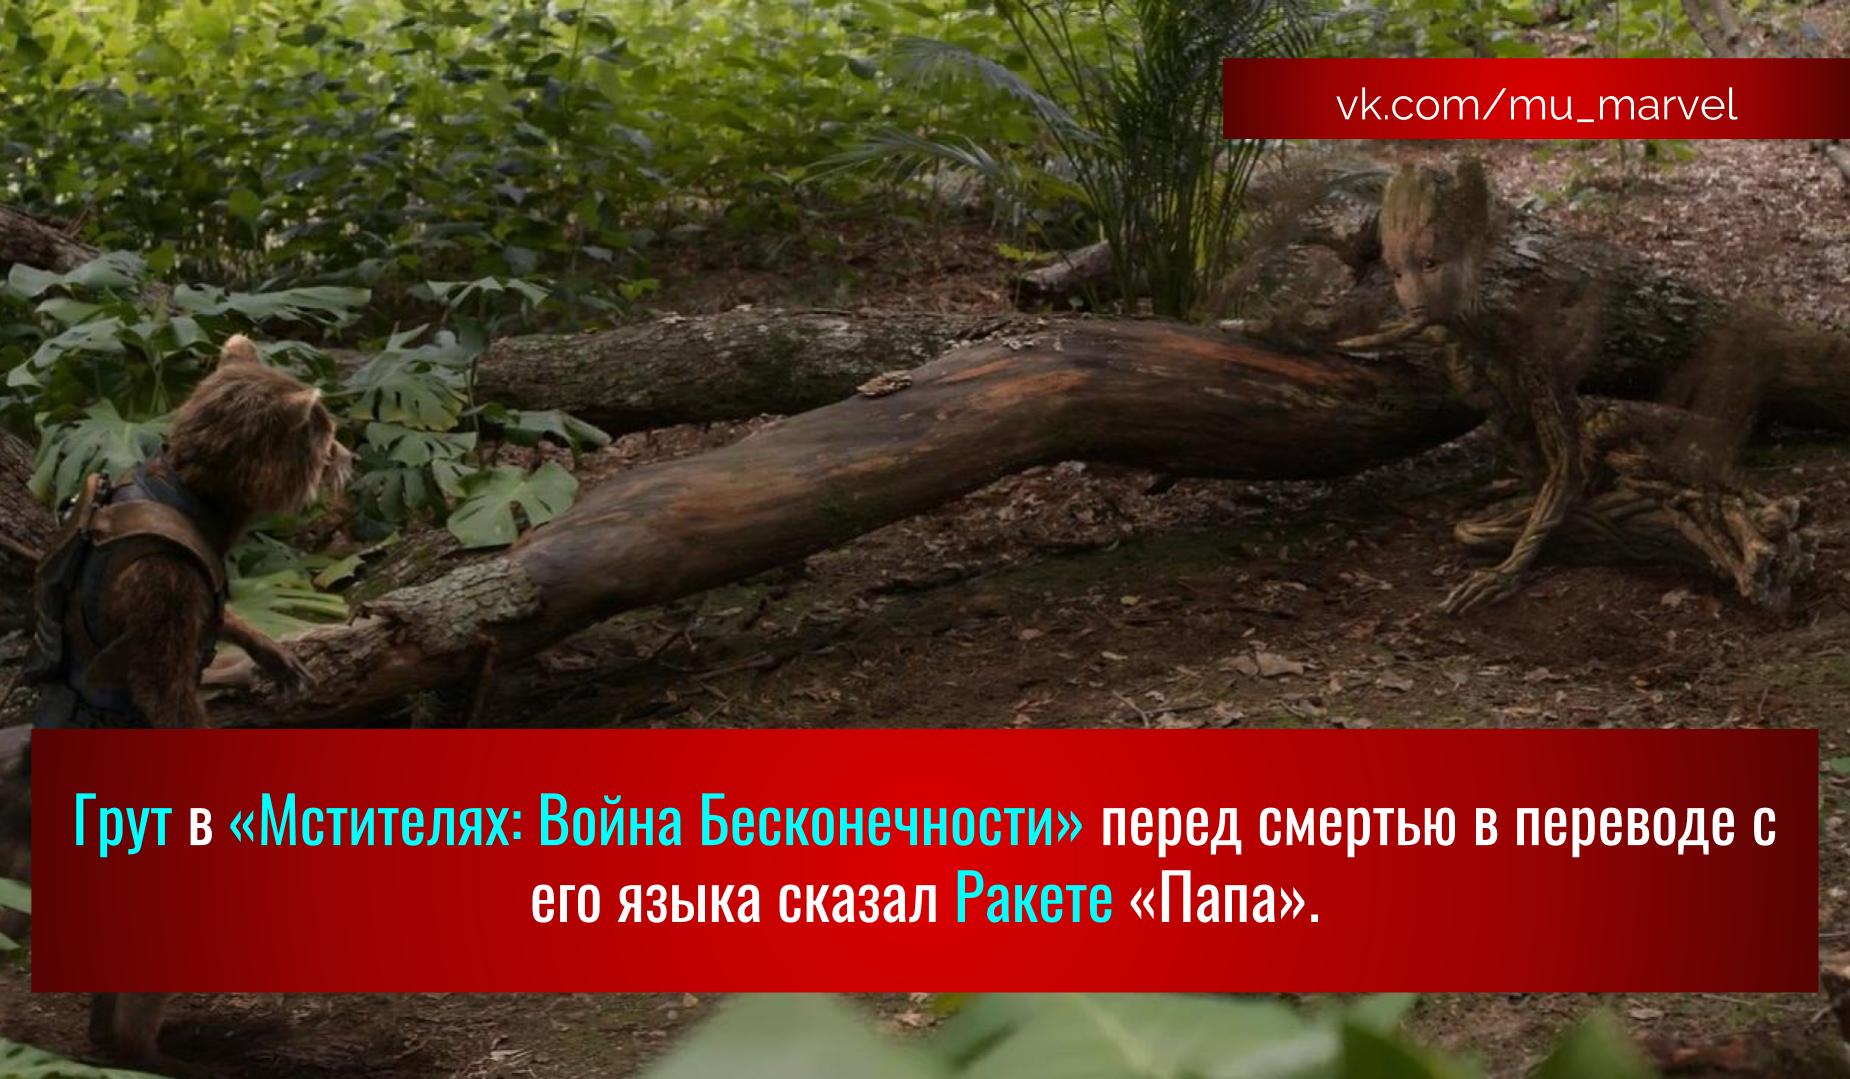 vk.com/mu_marvel
Грут в «Мстителях: Война Бесконечности» перед смертью в переводе с
его языка сказал Ракете «Папа».